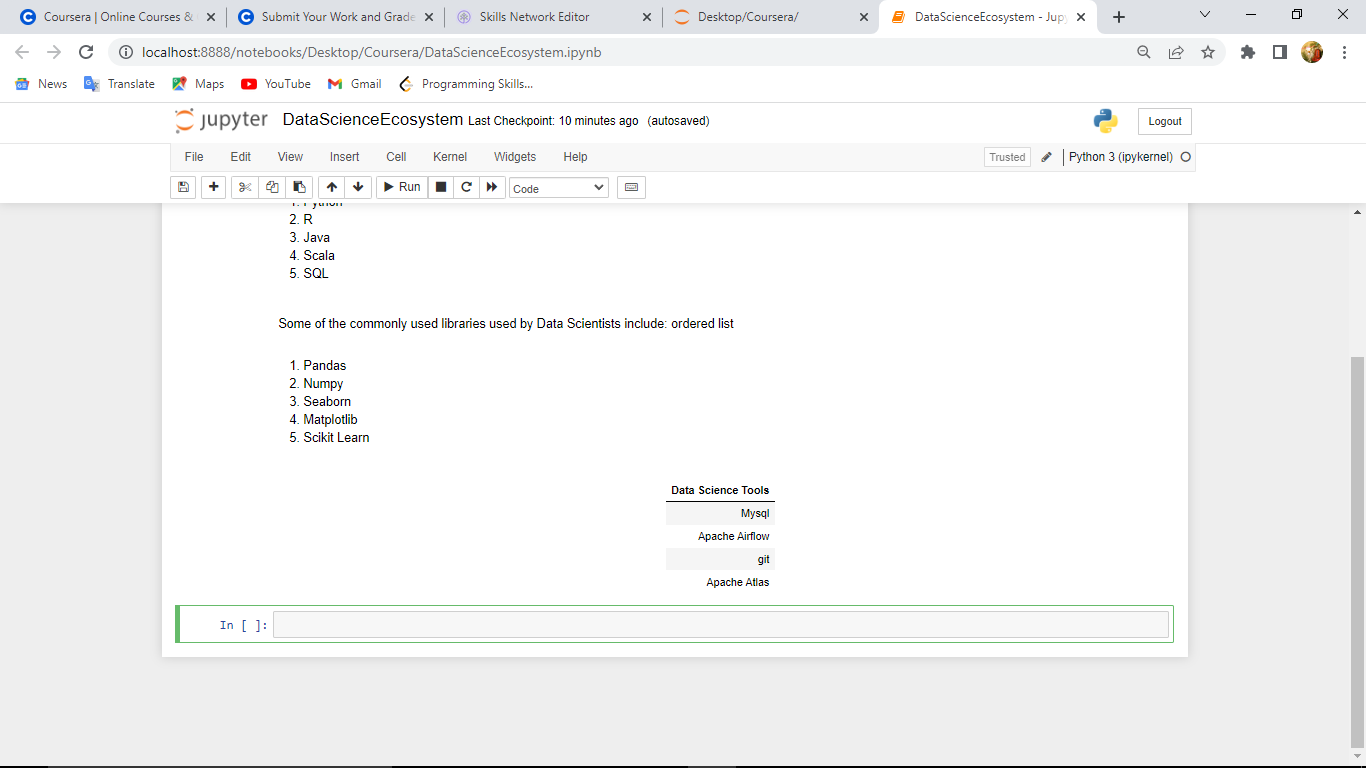 Coursera | Online Courses &
Submit Your Work and Grade
Skills Network Editor
Desktop/Coursera/
DataScienceEcosystem - Jup
localhost:8888/notebooks/Desktop/Coursera/DataScienceEcosystem.ipynb
News
Translate
Maps
YouTube
Gmail
Programming Skills...
jupyter DataScienceEcosystem Last Checkpoint: 10 minutes ago (autosaved)
Logout
File Edit View Insert Cell Kernel Widgets Help
Trusted
Python 3 (ipykernel)
Run
Code
1. Python
2. R
3. Java
4. Scala
5. SQL
Some of the commonly used libraries used by Data Scientists include: ordered list
1. Pandas
2. Numpy
3. Seaborn
4. Matplotlib
5. Scikit Learn
Data Science Tools
Mysql
Apache Airflow
git
Apache Atlas
In [ ]: